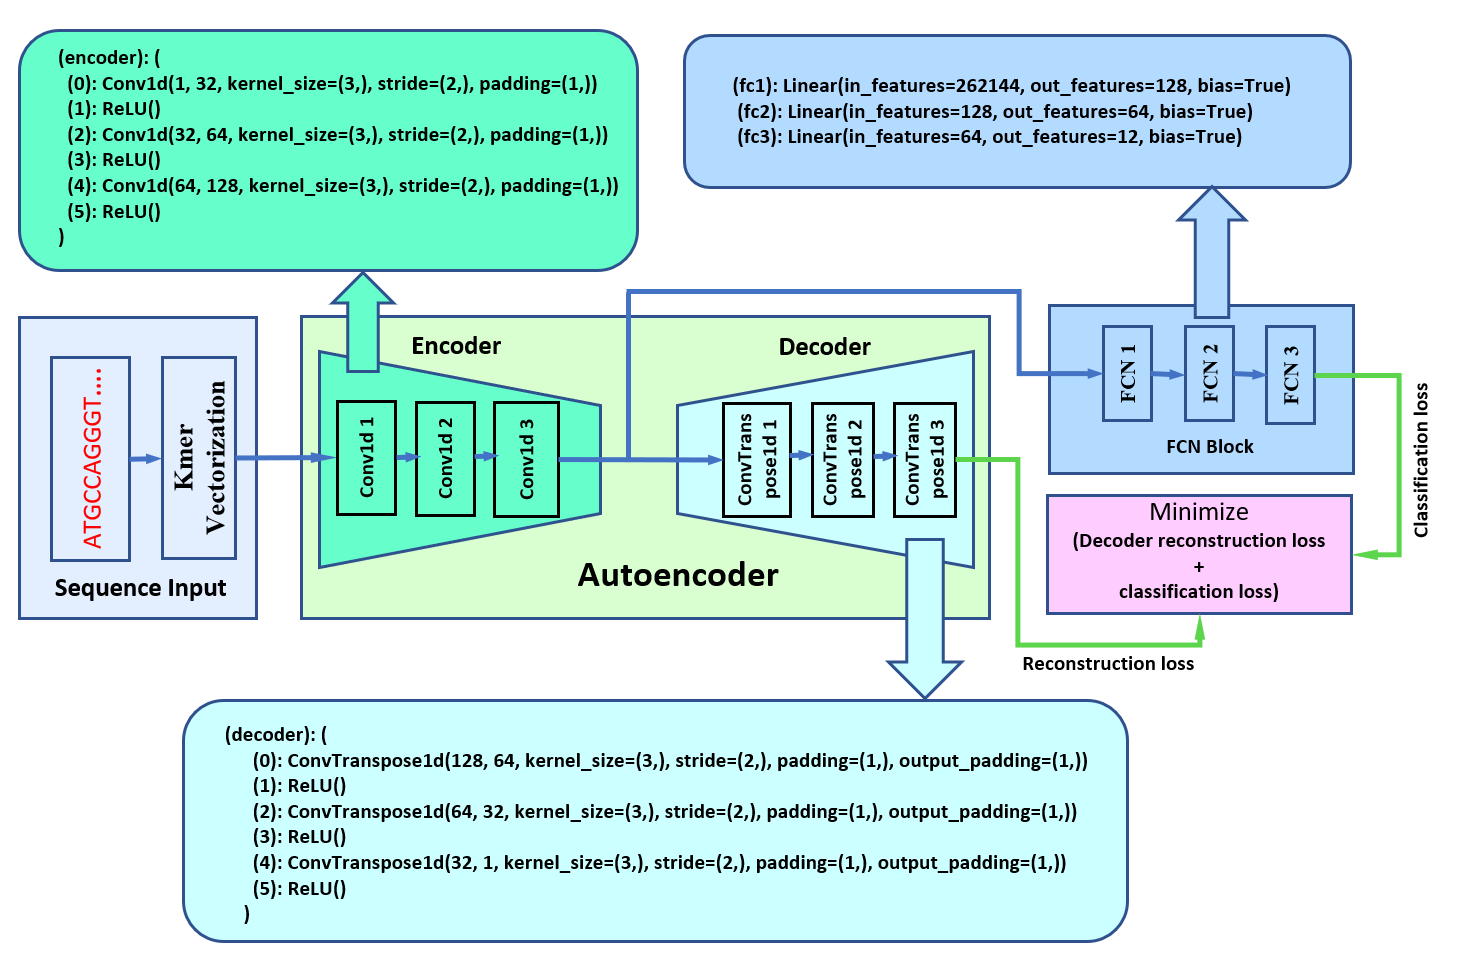 (encoder): (
(0): Conv1d(1, 32, kernel_size=(3,), stride=(2,), padding=(1,))
(1): ReLU()
(2): Conv1d(32, 64, kernel_size=(3,), stride=(2,), padding=(1,))
(3): ReLU()
(4): Conv1d(64, 128, kernel_size=(3,), stride=(2,), padding=(1,))
(5): ReLU()
)
(fc1): Linear(in_features=262144, out_features=128, bias=True)
(fc2): Linear(in_features=128, out_features=64, bias=True)
(fc3): Linear(in_features=64, out_features=12, bias=True)
ATGCCAGGGT....
Kmer
Vectorization
Sequence Input
Encoder
Conv1d 1
Conv1d 2
Conv1d 3
Decoder
ConvTrans
pose1d 1
ConvTrans
pose1d 2
ConvTrans
pose1d 3
Autoencoder
FCN 1
FCN 2
FCN 3
FCN Block
Classification loss
Minimize
(Decoder reconstruction loss
+
classification loss)
Reconstruction loss
(decoder): (
(0): ConvTranspose1d(128, 64, kernel_size=(3,), stride=(2,), padding=(1,), output_padding=(1,))
(1): ReLU()
(2): ConvTranspose1d(64, 32, kernel_size=(3,), stride=(2,), padding=(1,), output_padding=(1,))
(3): ReLU()
(4): ConvTranspose1d(32, 1, kernel_size=(3,), stride=(2,), padding=(1,), output_padding=(1,))
(5): ReLU()
)